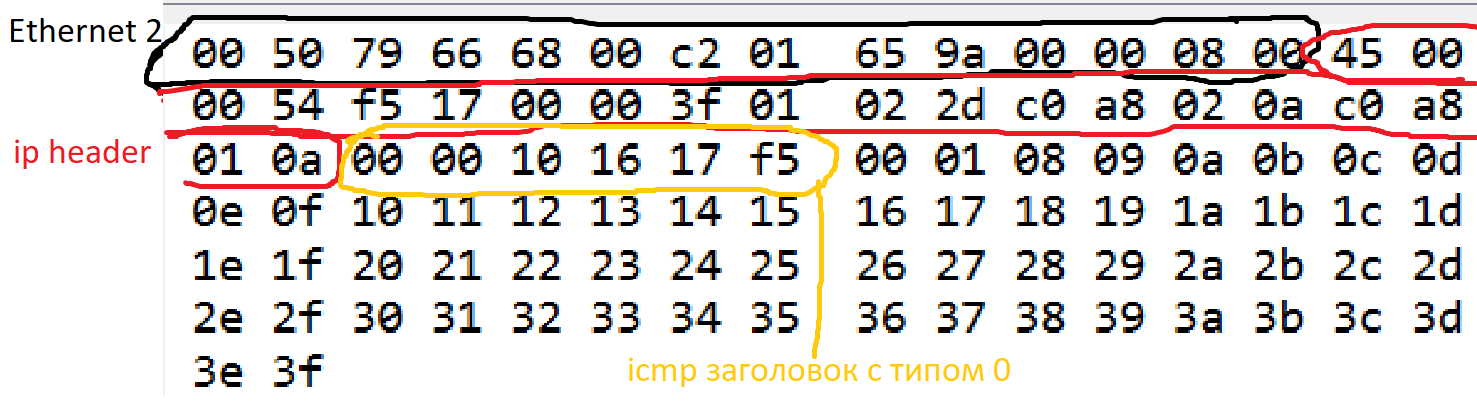 Ethernet 2
00 50 79 66 68 00 c2 01 65 9a 00 00 08 00 45 00
00 54 f5 17 00 00 3f 01 02 2d c0 a8 02 0a c0 a8
ip header
01 0a 00 00 10 16 17 f5 00 01 08 09 0a 0b 0c 0d
0e 0f 10 11 12 13 14 15 16 17 18 19 1a 1b 1c 1d
1e 1f 20 21 22 23 24 25 26 27 28 29 2a 2b 2c 2d
2e 2f 30 31 32 33 34 35 36 37 38 39 3a 3b 3c 3d
3e 3f
icmp заголовок с типом 0